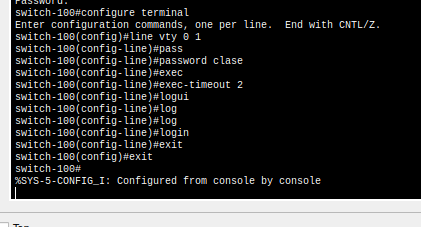 Password:
switch-100#configure terminal
Enter configuration commands, one per line.  End with CNTL/Z.
switch-100(config)#line vty 0 1
switch-100(config-line)#pass
switch-100(config-line)#password clase
switch-100(config-line)#exec
switch-100(config-line)#exec-timeout 2
switch-100(config-line)#logui
switch-100(config-line)#log
switch-100(config-line)#log
switch-100(config-line)#login
switch-100(config-line)#exit
switch-100(config)#exit
switch-100#
%SYS-5-CONFIG_I: Configured from console by console
Top